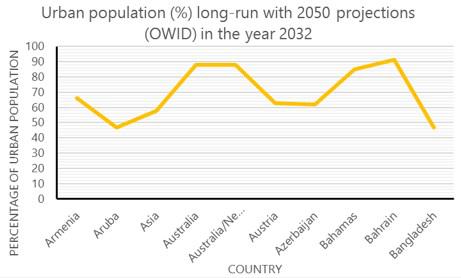 Urban population (%) long-run with 2050 projections
(OWID) in the year 2032
PERCENTAGE OF URBAN POPULATION
100
90
80
70
60
50
40
30
20
10
0
Armenia
Aruba
Asia
Australia
Australia/Ne...
Austria
Azerbaijan
Bahamas
Bahrain
Bangladesh
COUNTRY